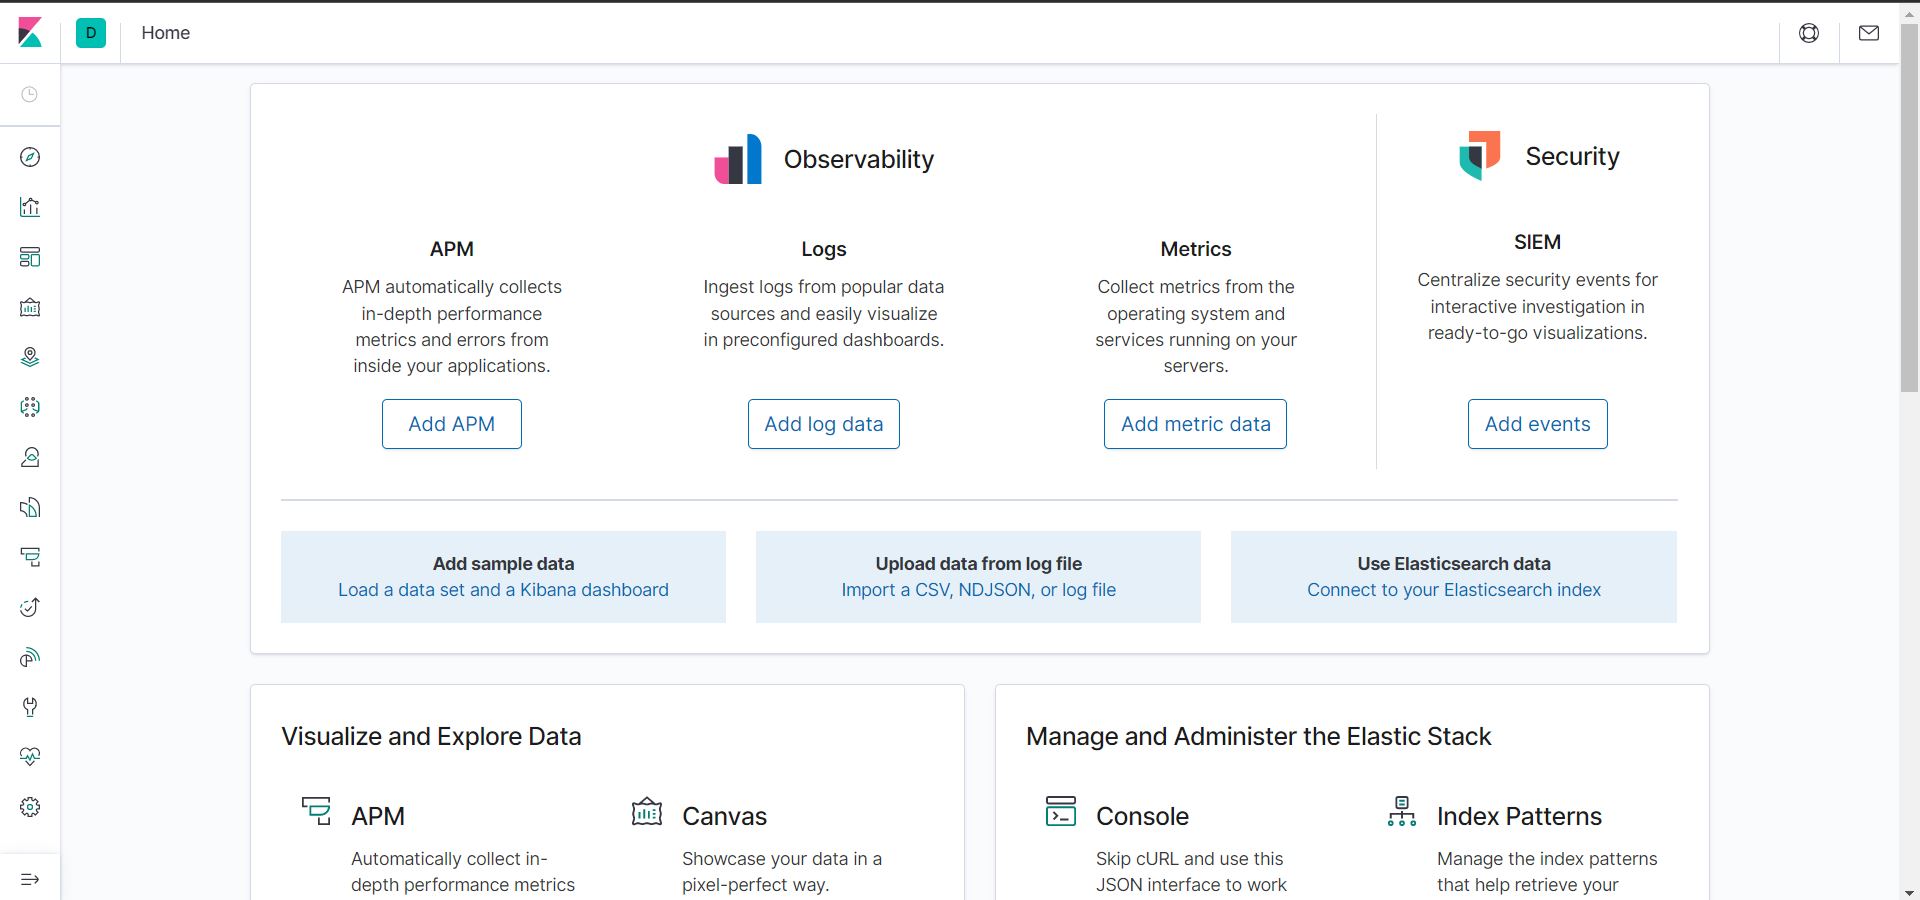 D
Home
Observability
Security
APM
APM automatically collects
in-depth performance
metrics and errors from
inside your applications.
Add APM
Logs
Ingest logs from popular data
sources and easily visualize
in preconfigured dashboards.
Add log data
Metrics
Collect metrics from the
operating system and
services running on your
servers.
Add metric data
SIEM
Centralize security events for
interactive investigation in
ready-to-go visualizations.
Add events
Add sample data
Load a data set and a Kibana dashboard
Upload data from log file
Import a CSV, NDJSON, or log file
Use Elasticsearch data
Connect to your Elasticsearch index
Visualize and Explore Data
APM
Automatically collect in-
depth performance metrics
Canvas
Showcase your data in a
pixel-perfect way.
Manage and Administer the Elastic Stack
Console
Skip cURL and use this
JSON interface to work
Index Patterns
Manage the index patterns
that help retrieve your